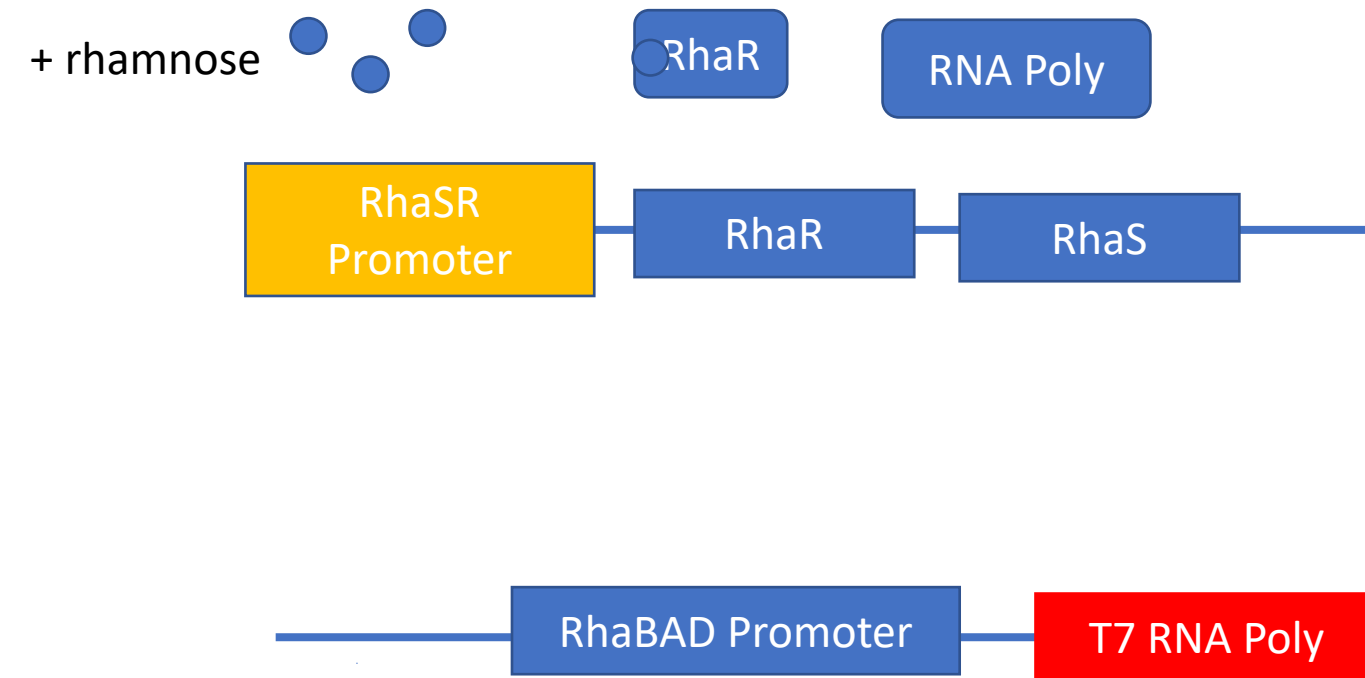 + rhamnose
RhaR
RNA Poly
RhaSR
Promoter
RhaR
RhaS
RhaBAD Promoter
T7 RNA Poly